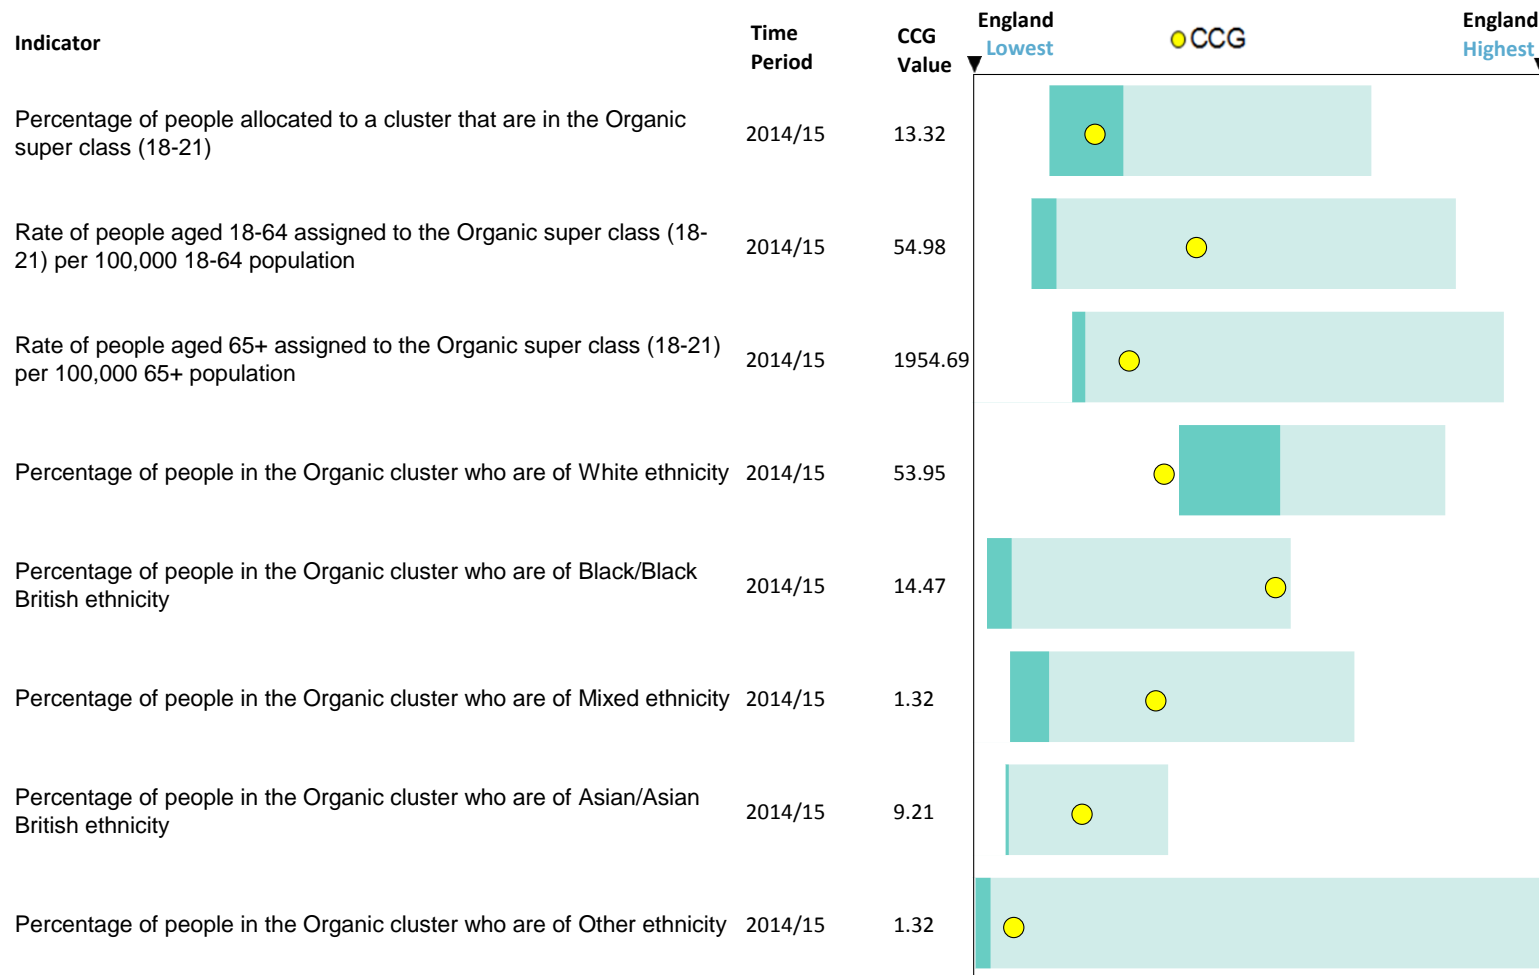 Indicator
Time
Period
CCG
Value
England
Lowest
CCG
England
Highest
Percentage of people allocated to a cluster that are in the Organic
super class (18-21)
2014/15
13.32
Rate of people aged 18-64 assigned to the Organic super class (18-
21) per 100,000 18-64 population
2014/15
54.98
Rate of people aged 65+ assigned to the Organic super class (18-21)
per 100,000 65+ population
2014/15
1954.69
Percentage of people in the Organic cluster who are of White ethnicity
2014/15
53.95
Percentage of people in the Organic cluster who are of Black/Black
British ethnicity
2014/15
14.47
Percentage of people in the Organic cluster who are of Mixed ethnicity
2014/15
1.32
Percentage of people in the Organic cluster who are of Asian/Asian
British ethnicity
2014/15
9.21
Percentage of people in the Organic cluster who are of Other ethnicity
2014/15
1.32